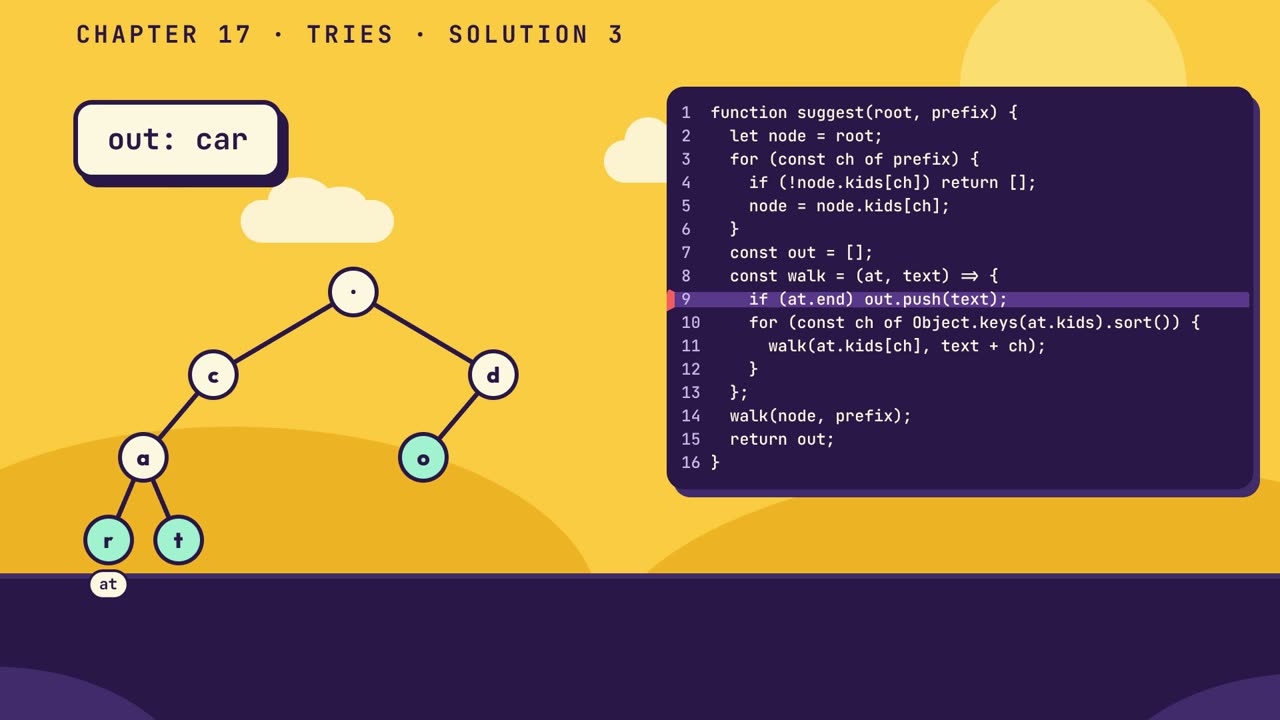 CHAPTER 17 · TRIES · SOLUTION 3
out: car
·
c
d
a
o
r
t
at
1 function suggest(root, prefix) {
2   let node = root;
3   for (const ch of prefix) {
4     if (!node.kids[ch]) return [];
5     node = node.kids[ch];
6   }
7   const out = [];
8   const walk = (at, text) => {
9     if (at.end) out.push(text);
10     for (const ch of Object.keys(at.kids).sort()) {
11       walk(at.kids[ch], text + ch);
12     }
13   };
14   walk(node, prefix);
15   return out;
16 }